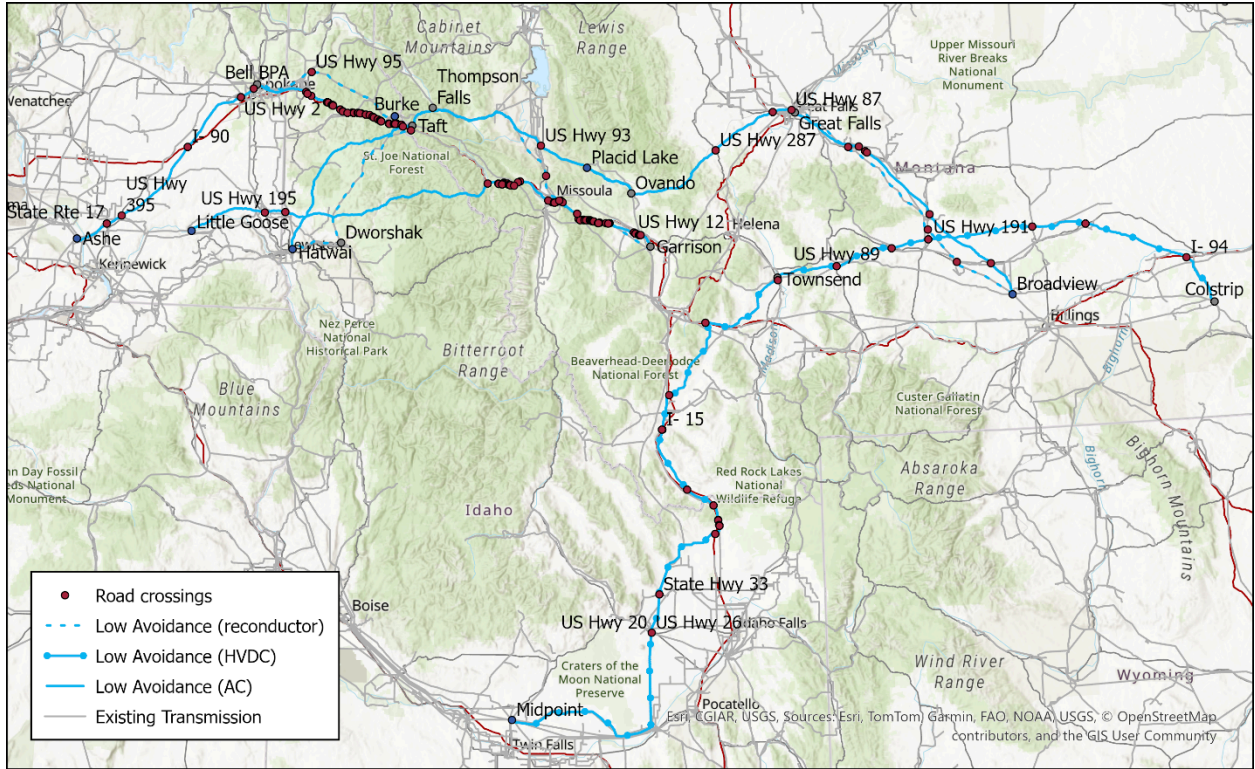 Cabinet
Mountains
Lewis
Range
Missouri
Upper Missouri
River Breaks
National
Monument
Wenatchee
Bell BPA
US Hwy 95
Thompson
Falls
US Hwy 2
Burke
Taft
US Hwy 87
Great Falls
I- 90
US Hwy 93
US Hwy 287
St. Joe National
Forest
Placid Lake
Montana
US Hwy
395
US Hwy 195
Missoula
Ovando
State Rte 17
Little Goose
US Hwy 12
Helena
Ashe
Dworshak
Hatwai
Garrison
US Hwy 89
US Hwy 191
I- 94
Kennewick
Townsend
Broadview
Colstrip
Billings
Nez Perce
National
Historical Park
Bitterroot
Range
Beaverhead-Deerlodge
National Forest
Madison
Bighorn
Blue
Mountains
Custer Gallatin
National Forest
I- 15
Bighorn
Bighorn Mountains
Absaroka
Range
Red Rock Lakes
National
Wildlife Refuge
Idaho
State Hwy 33
Boise
US Hwy 20
US Hwy 26
Idaho Falls
Craters of the
Moon National
Preserve
Wind River
Range
Wyoming
Midpoint
Pocatello
Twin Falls
Road crossings
Low Avoidance (reconductor)
Low Avoidance (HVDC)
Low Avoidance (AC)
Existing Transmission
Esri, CGIAR, USGS, Sources: Esri, TomTom, Garmin, FAO, NOAA, USGS, © OpenStreetMap
contributors, and the GIS User Community